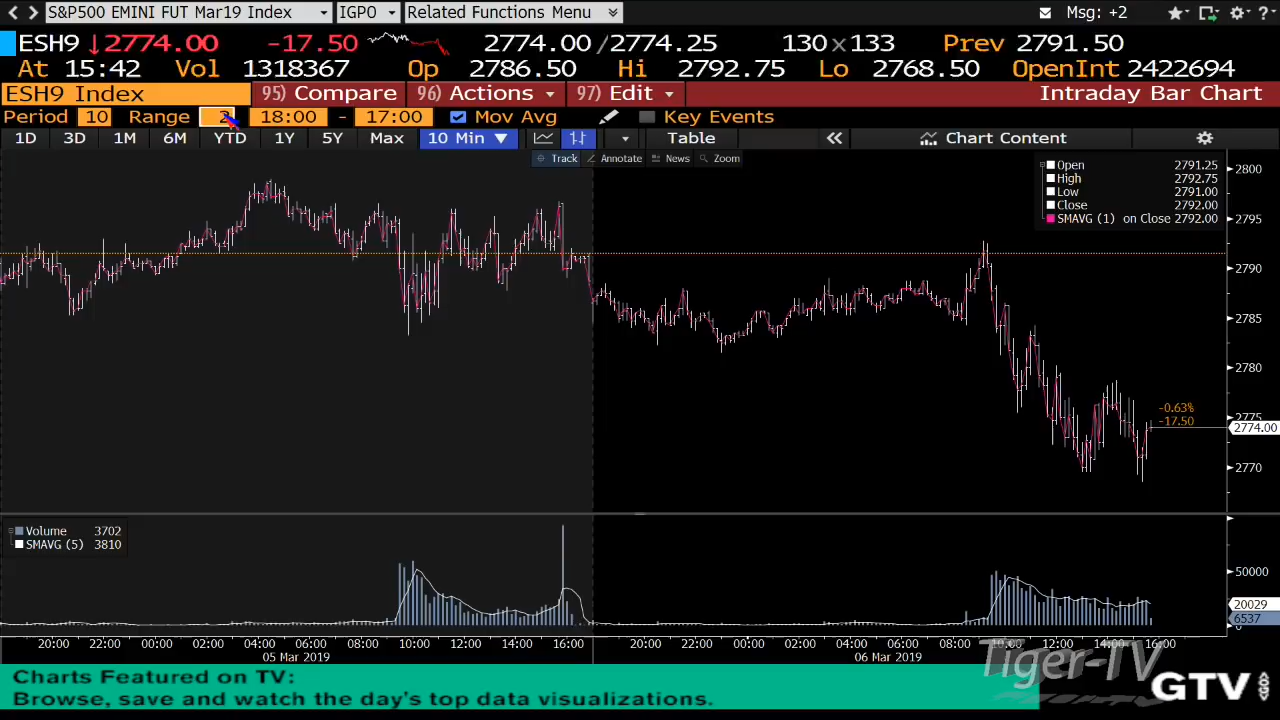 S&P500 EMINI FUT Mar19 Index IGPO Related Functions Menu Msg: +2 ?
ESH9 ↓2774.00 -17.50 2774.00/2774.25 130x133 Prev 2791.50
At 15:42 Vol 1318367 Op 2786.50 Hi 2792.75 Lo 2768.50 OpenInt 2422694
ESH9 Index 95) Compare 96) Actions 97) Edit Intraday Bar Chart
Period 10 Range 18:00 - 17:00 Mov Avg Key Events
1D 3D 1M 6M YTD 1Y 5Y Max 10 Min Table Chart Content
Track Annotate News Zoom
Open 2791.25
High 2792.75
Low 2791.00
Close 2792.00
SMAVG (1) on Close 2792.00
2800
2795
2790
2785
2780
-0.63%
-17.50
2775
2774.00
2770
Volume 3702
SMAVG (5) 3810
50000
20029
6537
0
20:00 22:00 00:00 02:00 04:00 06:00 08:00 10:00 12:00 14:00 16:00 20:00 22:00 00:00 02:00 04:00 06:00 08:00 10:00 12:00 14:00 16:00
05 Mar 2019 06 Mar 2019
Tiger-TV
Charts Featured on TV:
Browse, save and watch the day's top data visualizations.
GTV